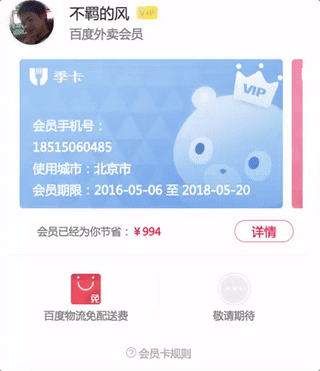 不羁的风 VIP
百度外卖会员
季卡
VIP
会员手机号：
18515060485
使用城市：北京市
会员期限：2016-05-06 至 2018-05-20
会员已经为你节省：￥994
详情
免
百度物流免配送费
敬请期待
? 会员卡规则